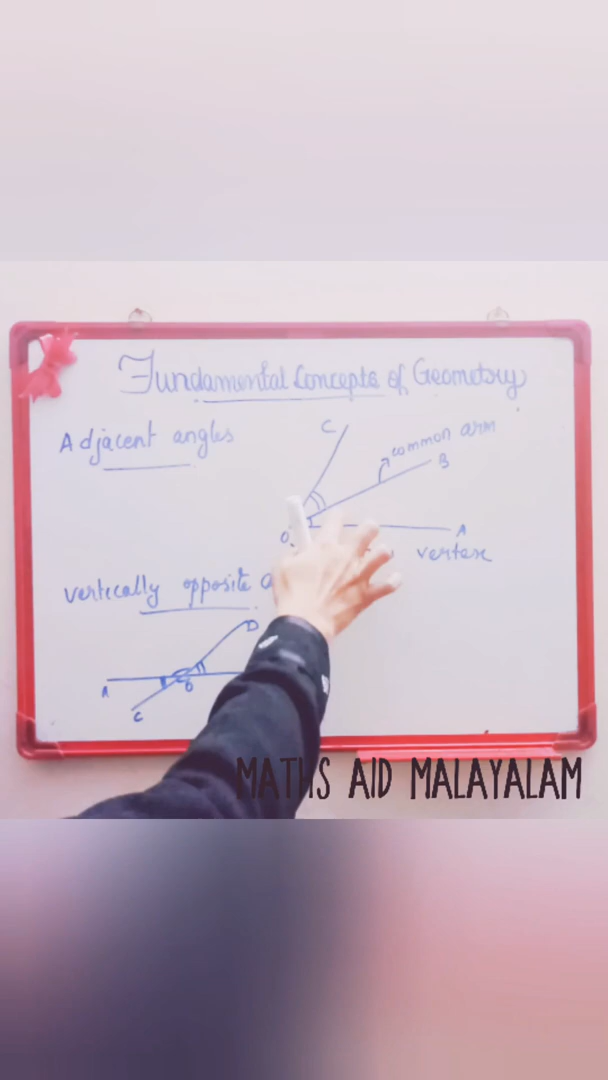 Fundamental Concepts of Geometry
Adjacent angles
C
common arm
B
O
A
vertex
vertically opposite
D
A
O
C
MATHS AID MALAYALAM